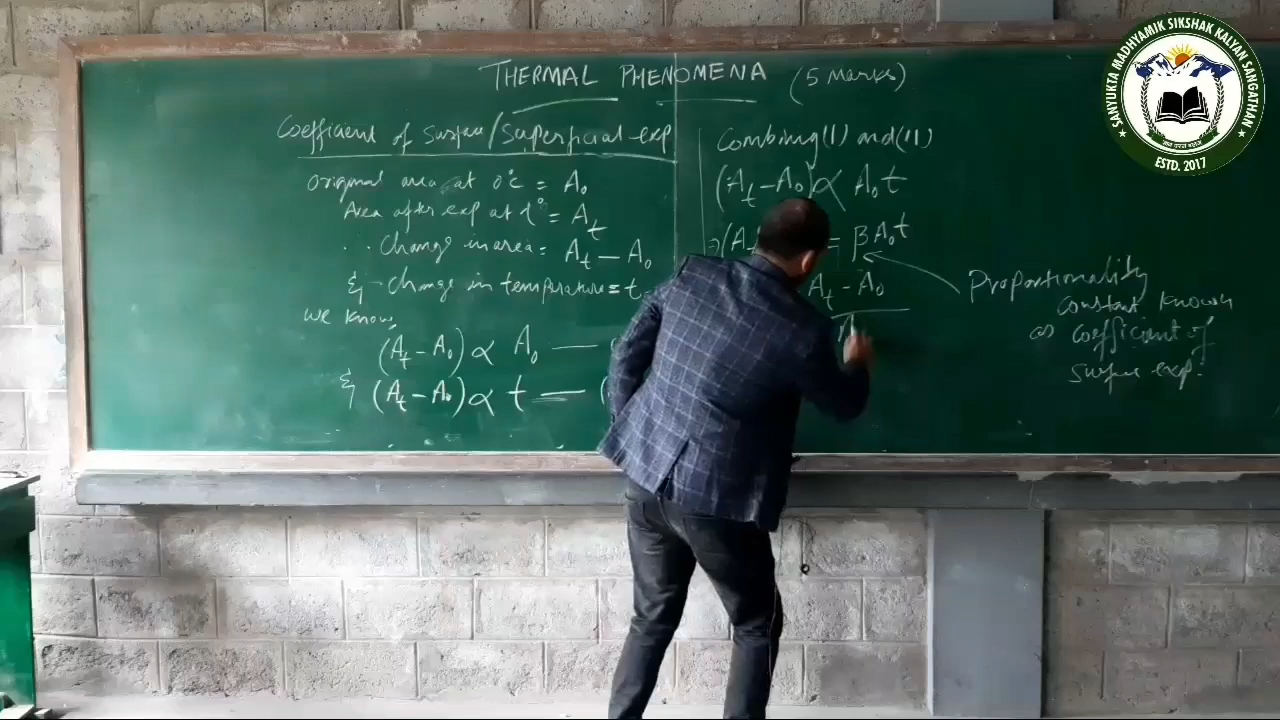 THERMAL PHENOMENA (5 Marks)
Coefficient of Surface/Superficial exp
Original area at 0°c = A₀
Area after exp at t° = Aₜ
∴ Change in area = Aₜ – A₀
& change in temperature = t
We know,
(Aₜ – A₀) ∝ A₀ —
& (Aₜ – A₀) ∝ t — (
Combining (I) and (II)
(Aₜ – A₀) ∝ A₀t
⇒ (Aₜ = βA₀t
Aₜ – A₀
Proportionality
constant known
as coefficient of
surface exp.
SANYUKTA MADHYAMIK SIKSHAK KALYAN SANGATHAN
ESTD. 2017